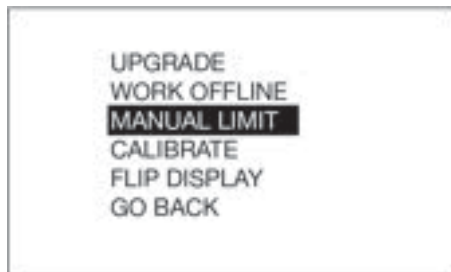 UPGRADE
WORK OFFLINE
MANUAL LIMIT
CALIBRATE
FLIP DISPLAY
GO BACK